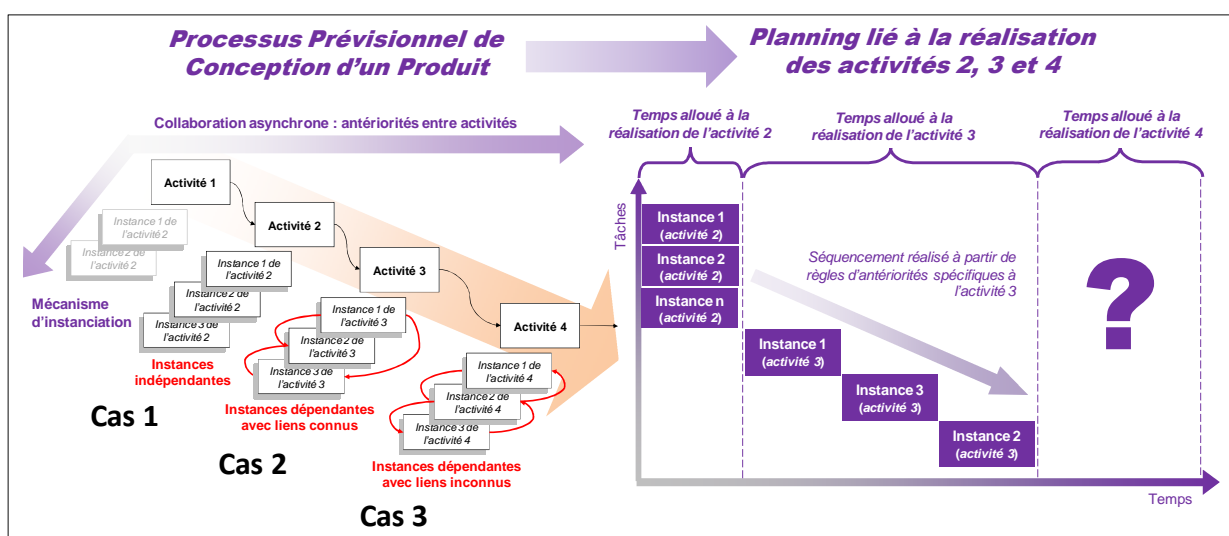 Processus Prévisionnel de
Conception d'un Produit
Planning lié à la réalisation
des activités 2, 3 et 4
Collaboration asynchrone : antériorités entre activités
Activité 1
Activité 2
Activité 3
Activité 4
Instance 1 de
l'activité 2
Instance 2 de
l'activité 2
Mécanisme
d'instanciation
Instance 1 de
l'activité 2
Instance 2 de
l'activité 2
Instance 3 de
l'activité 2
Instances
indépendantes
Cas 1
Instance 1 de
l'activité 3
Instance 2 de
l'activité 3
Instance 3 de
l'activité 3
Instances dépendantes
avec liens connus
Cas 2
Instance 1 de
l'activité 4
Instance 2 de
l'activité 4
Instance 3 de
l'activité 4
Instances dépendantes
avec liens inconnus
Cas 3
Temps alloué à la
réalisation de l'activité 2
Temps alloué à la
réalisation de l'activité 3
Temps alloué à la
réalisation de l'activité 4
Tâches
Instance 1
(activité 2)
Instance 2
(activité 2)
Instance n
(activité 2)
Séquencement réalisé à partir de
règles d'antériorités spécifiques à
l'activité 3
Instance 1
(activité 3)
Instance 3
(activité 3)
Instance 2
(activité 3)
?
Temps